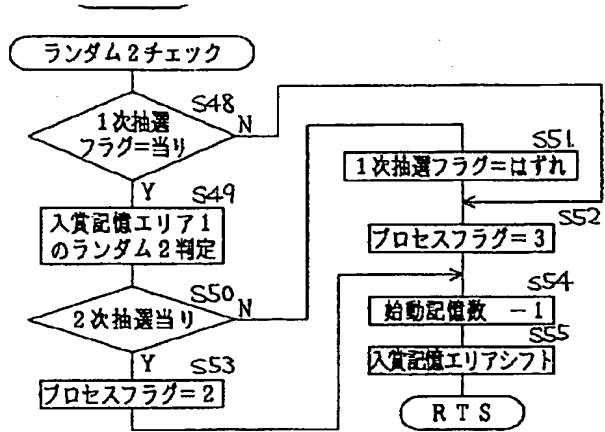 ランダム2チェック
S48
1次抽選
フラグ=当り
N
Y
S49
入賞記憶エリア1
のランダム2判定
S50
2次抽選当り
N
Y
S53
プロセスフラグ=2
S51
1次抽選フラグ=はずれ
S52
プロセスフラグ=3
S54
始動記憶数 -1
S55
入賞記憶エリアシフト
RTS